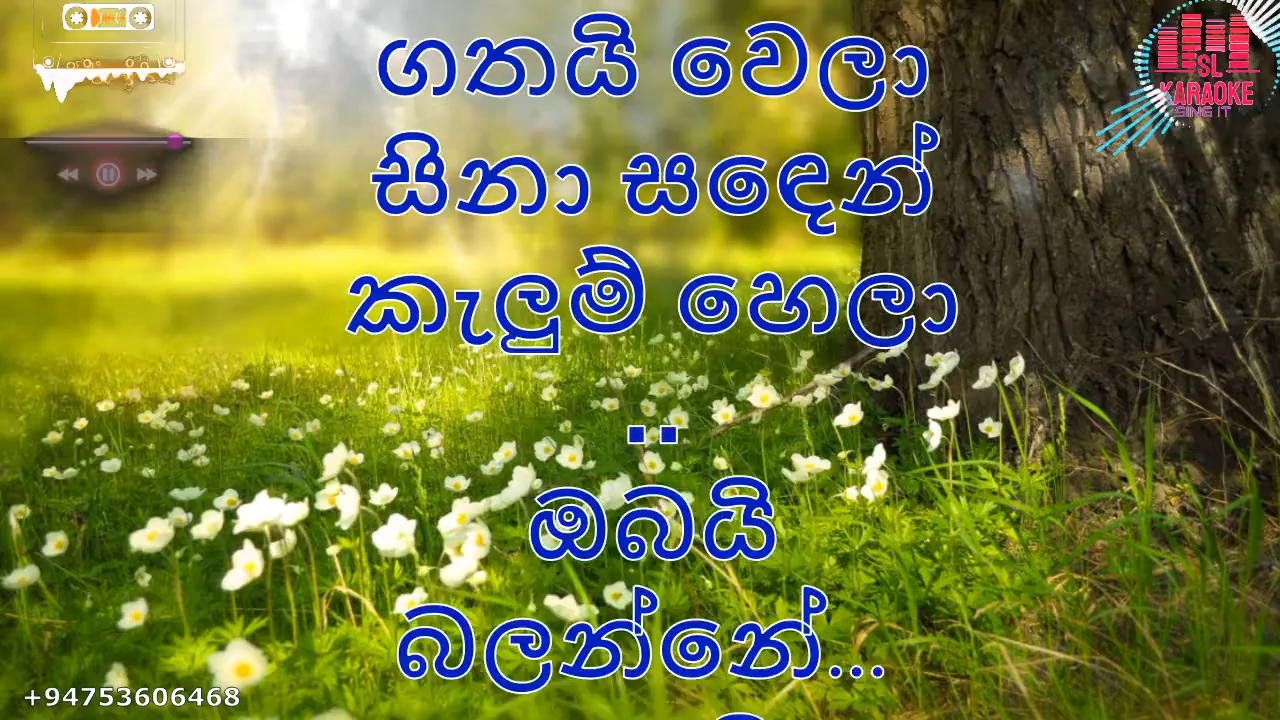 ගතයි වෙලා
සිනා සඳෙන්
කැලුම් හෙලා
..
ඔබයි
බලන්නේ...
SL
KARAOKE
SING IT
+94753606468